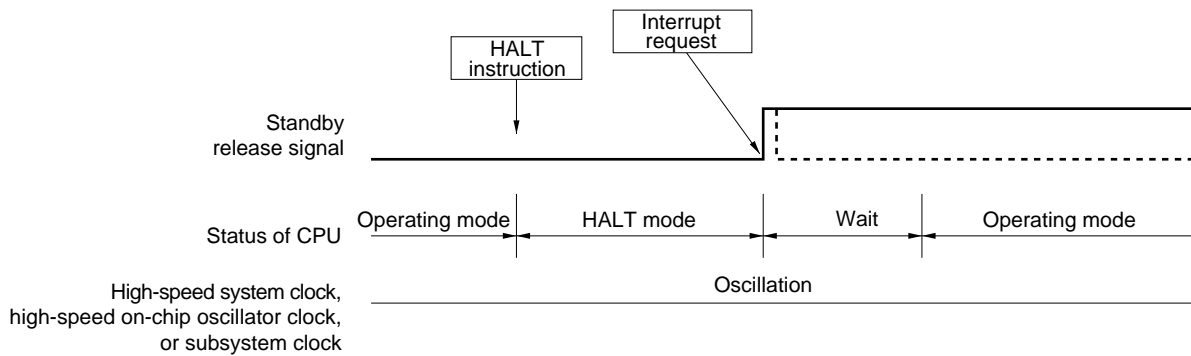 Interrupt
request
HALT
instruction
Standby
release signal
Status of CPU
Operating mode
HALT mode
Wait
Operating mode
High-speed system clock,
high-speed on-chip oscillator clock,
or subsystem clock
Oscillation